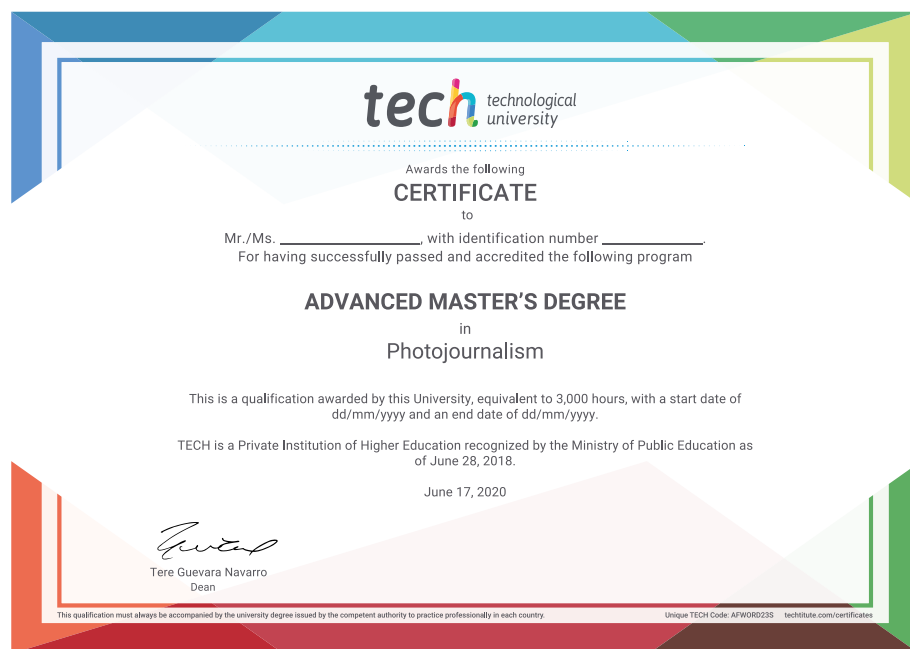 tech technological
university
Awards the following
CERTIFICATE
to
Mr./Ms. ________________, with identification number ______________.
For having successfully passed and accredited the following program
ADVANCED MASTER'S DEGREE
in
Photojournalism
This is a qualification awarded by this University, equivalent to 3,000 hours, with a start date of
dd/mm/yyyy and an end date of dd/mm/yyyy.
TECH is a Private Institution of Higher Education recognized by the Ministry of Public Education as
of June 28, 2018.
June 17, 2020
Tere Guevara Navarro
Dean
This qualification must always be accompanied by the university degree issued by the competent authority to practice professionally in each country.
Unique TECH Code: AFWORD23S techtitute.com/certificates